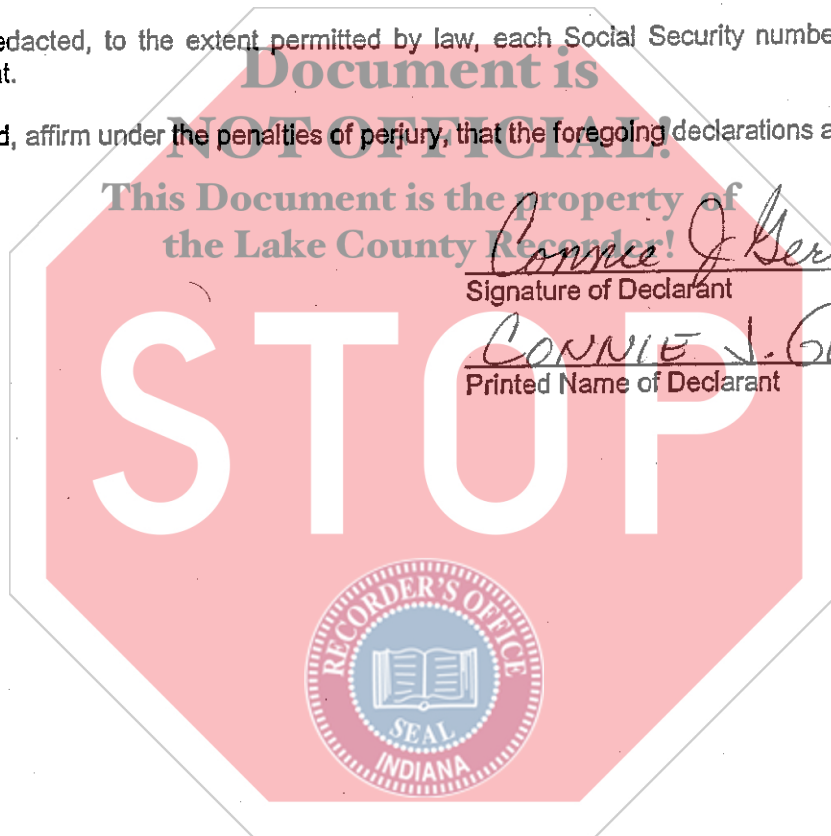 edacted, to the extent permitted by law, each Social Security numbe
t.
Document is
d, affirm under the penalties of perjury, that the foregoing declarations a
NOT OFFICIAL!
This Document is the property of
the Lake County Recorder!
Connie J Ger
Signature of Declarant
CONNIE J. G
Printed Name of Declarant
STOP
RECORDER'S OFFICE
SEAL
INDIANA